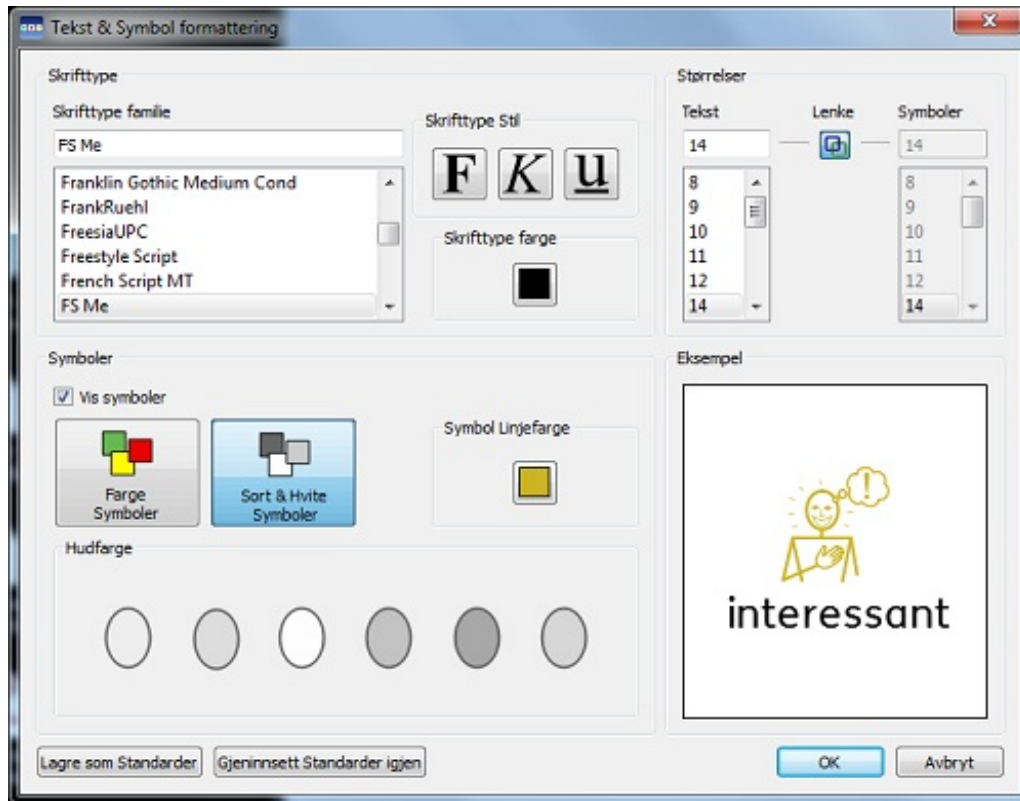 Tekst & Symbol formattering
Skrifttype
Skrifttype familie
FS Me
Franklin Gothic Medium Cond
FrankRuehl
FreesiaUPC
Freestyle Script
French Script MT
FS Me
Skrifttype Stil
F K u
Skrifttype farge
Størrelser
Tekst Lenke Symboler
14 14
8 8
9 9
10 10
11 11
12 12
14 14
Symboler
Vis symboler
Farge
Symboler
Sort & Hvite
Symboler
Symbol Linjefarge
Hudfarge
Eksempel
!
interessant
Lagre som Standarder Gjeninnsett Standarder igjen OK Avbryt